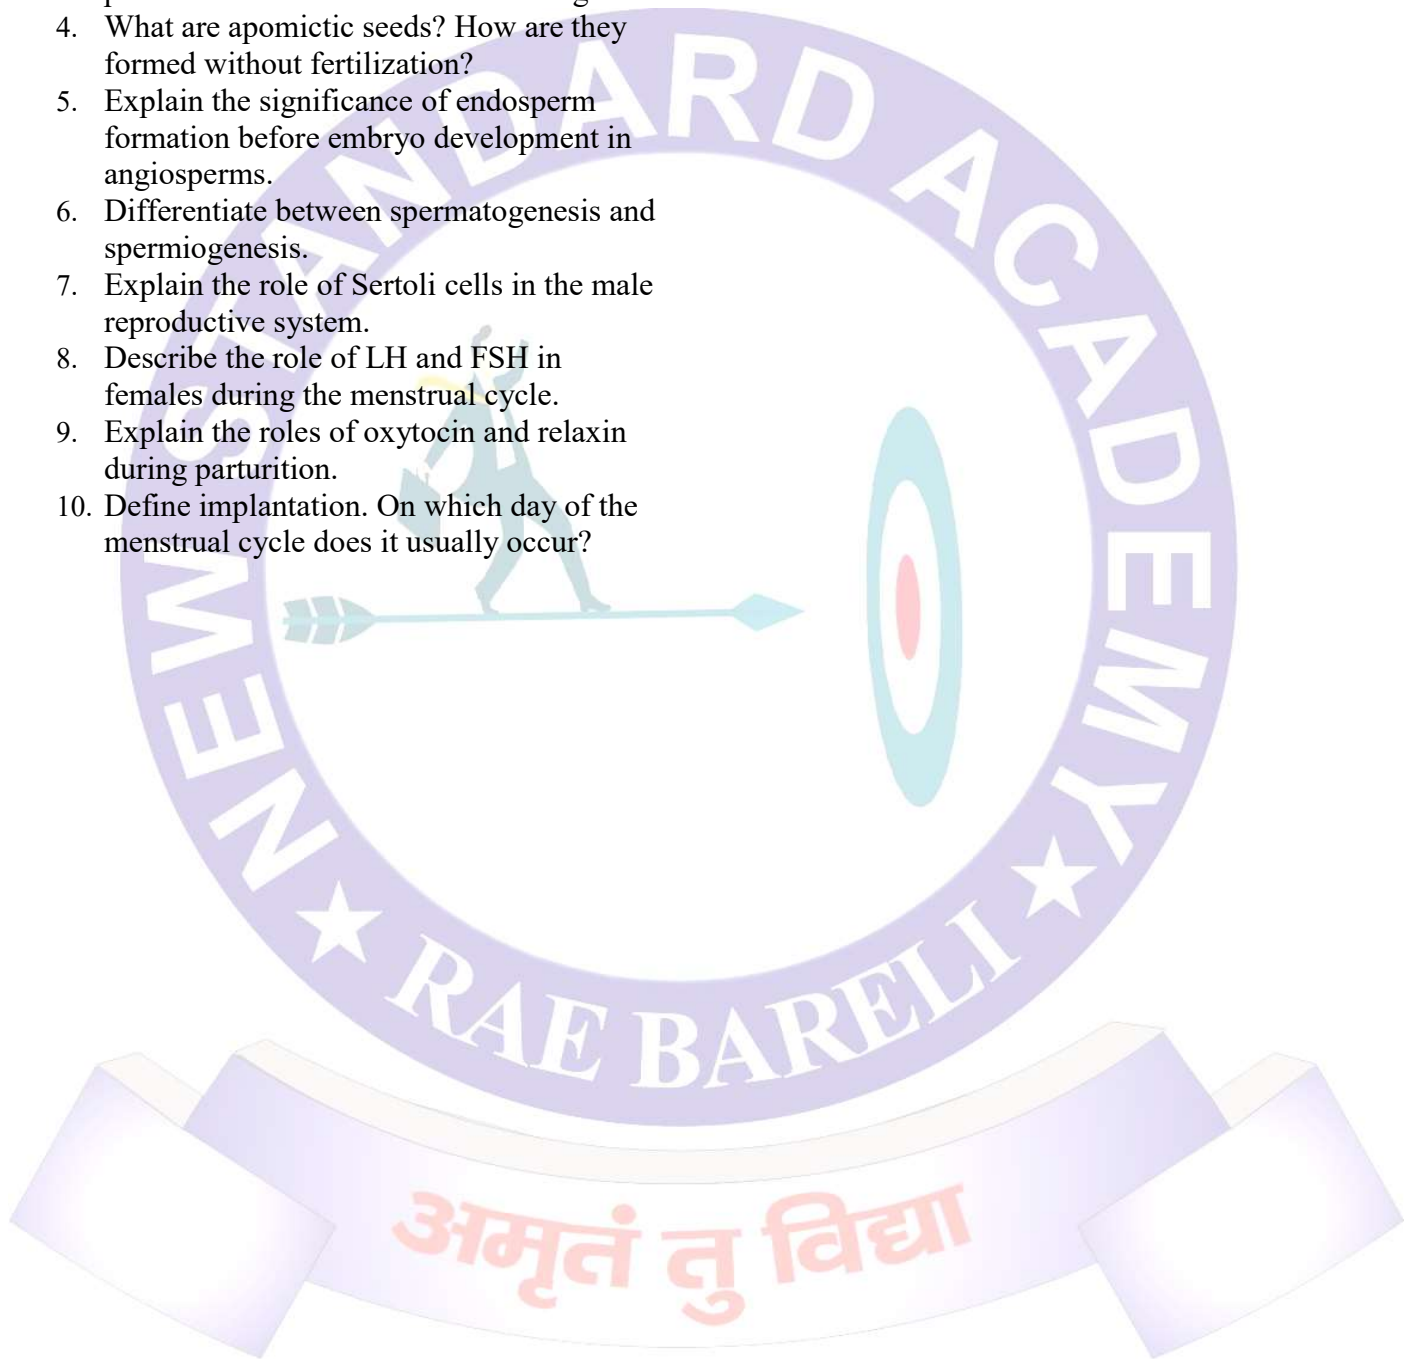 4. What are apomictic seeds? How are they
formed without fertilization?
5. Explain the significance of endosperm
formation before embryo development in
angiosperms.
6. Differentiate between spermatogenesis and
spermiogenesis.
7. Explain the role of Sertoli cells in the male
reproductive system.
8. Describe the role of LH and FSH in
females during the menstrual cycle.
9. Explain the roles of oxytocin and relaxin
during parturition.
10. Define implantation. On which day of the
menstrual cycle does it usually occur?
NEW STANDARD ACADEMY
RAE BARELI
अमृतं तु विद्या